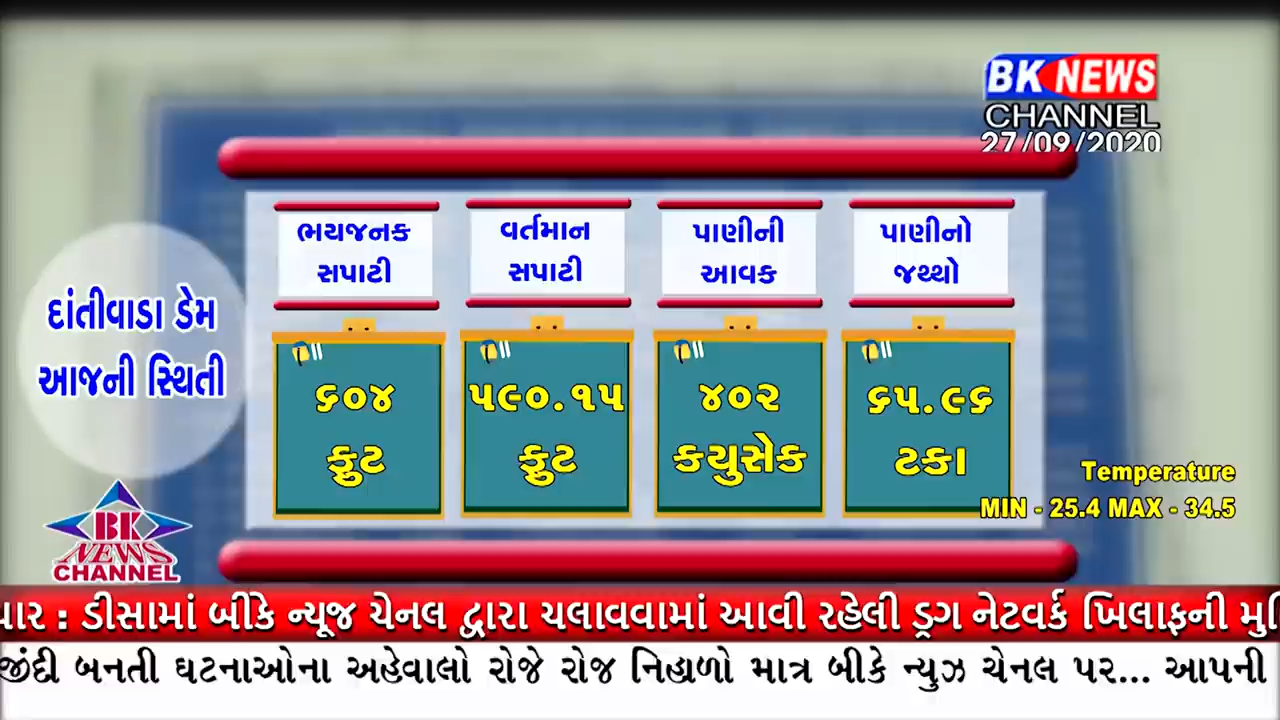 BK NEWS
CHANNEL
27/09/2020
ભયજનક
સપાટી
વર્તમાન
સપાટી
પાણીની
આવક
પાણીનો
જથ્થો
દાંતીવાડા ડેમ
આજની સ્થિતી
૬૦૪
ફુટ
૫૯૦.૧૫
ફુટ
૪૦૨
કયુસેક
૬૫.૯૬
ટકા
Temperature
MIN - 25.4 MAX - 34.5
BK
NEWS
CHANNEL
: ડીસામાં બીકે ન્યૂજ ચેનલ દ્વારા ચલાવવામાં આવી રહેલી ડ્રગ નેટવર્ક ખિલાફની
બનતી ઘટનાઓના અહેવાલો રોજે રોજ નિહાળો માત્ર બીકે ન્યુઝ ચેનલ પર... આપની